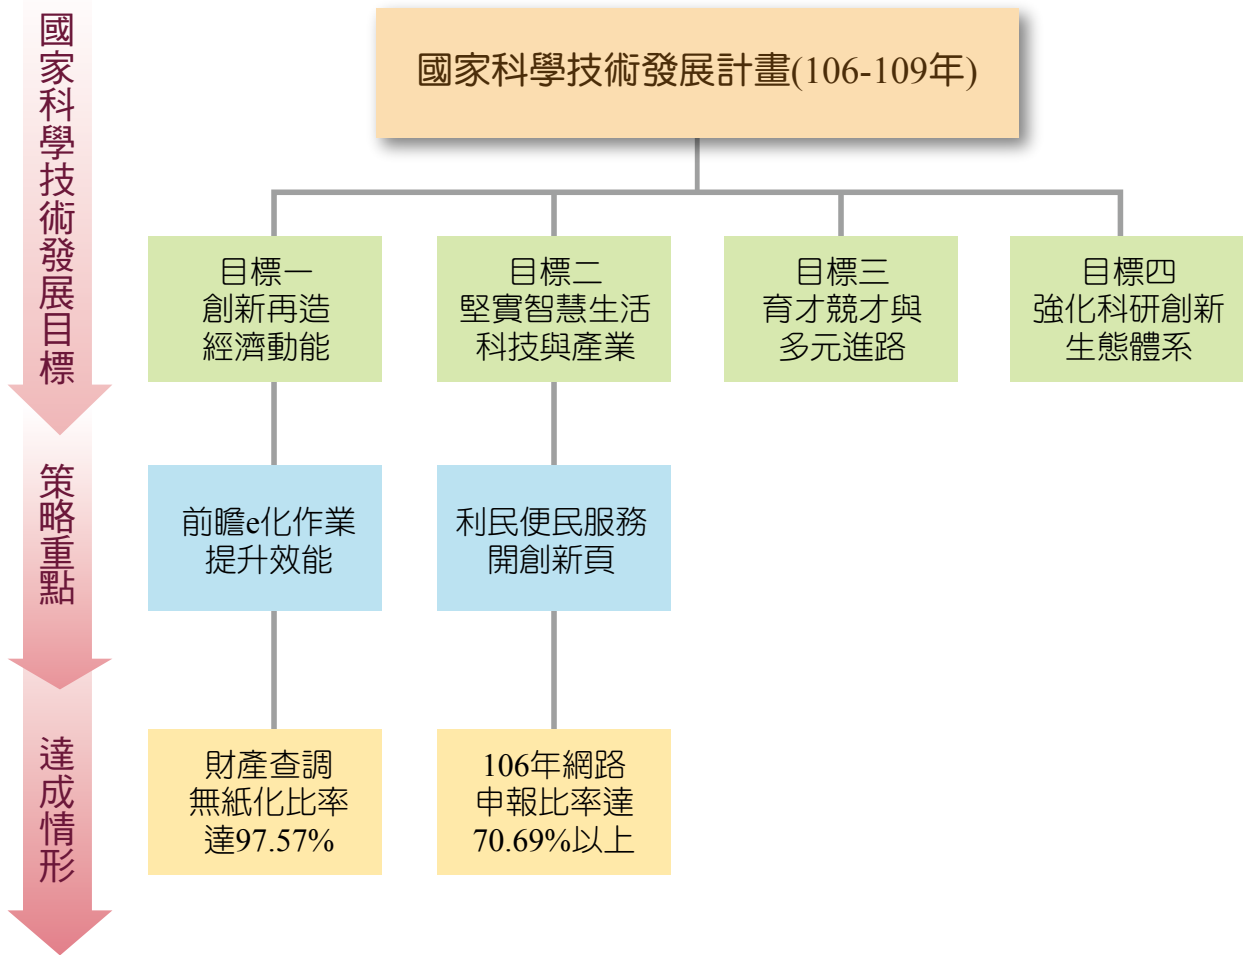 國家科學技術發展目標
國家科學技術發展計畫(106-109年)
目標一
創新再造
經濟動能
目標二
堅實智慧生活
科技與產業
目標三
育才競才與
多元進路
目標四
強化科研創新
生態體系
策略重點
前瞻e化作業
提升效能
利民便民服務
開創新頁
達成情形
財產查調
無紙化比率
達97.57%
106年網路
申報比率達
70.69%以上